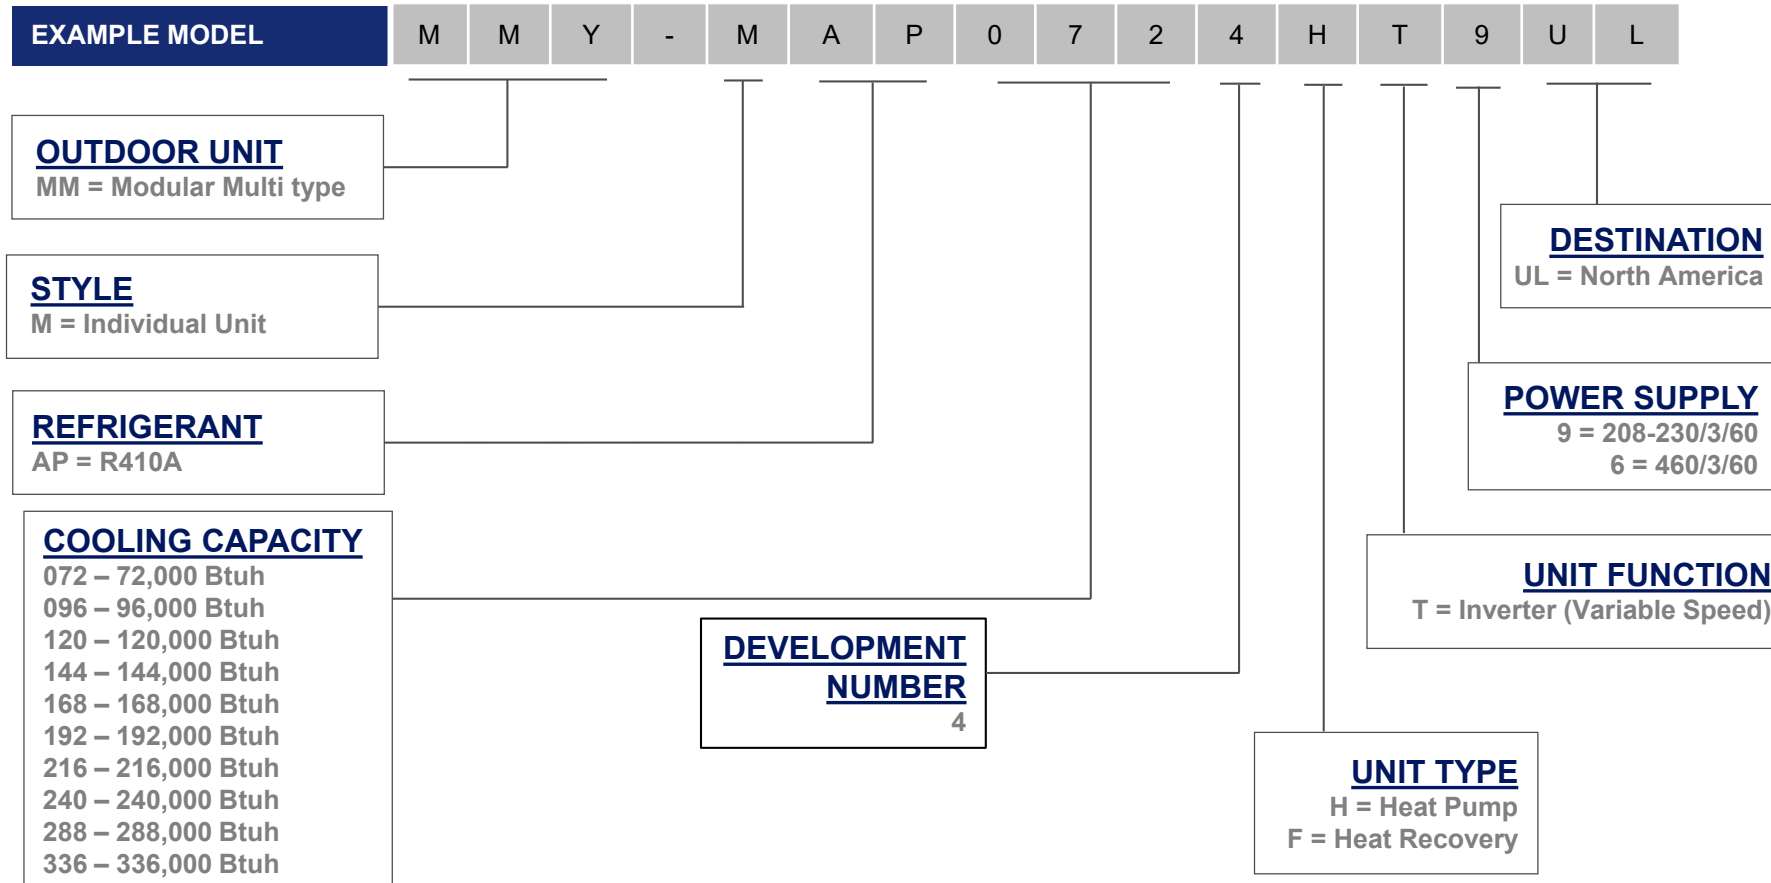 EXAMPLE MODEL M M Y - M A P 0 7 2 4 H T 9 U L
OUTDOOR UNIT
MM = Modular Multi type
STYLE
M = Individual Unit
REFRIGERANT
AP = R410A
COOLING CAPACITY
072 – 72,000 Btuh
096 – 96,000 Btuh
120 – 120,000 Btuh
144 – 144,000 Btuh
168 – 168,000 Btuh
192 – 192,000 Btuh
216 – 216,000 Btuh
240 – 240,000 Btuh
288 – 288,000 Btuh
336 – 336,000 Btuh
DEVELOPMENT
NUMBER
4
UNIT TYPE
H = Heat Pump
F = Heat Recovery
UNIT FUNCTION
T = Inverter (Variable Speed)
POWER SUPPLY
9 = 208-230/3/60
6 = 460/3/60
DESTINATION
UL = North America